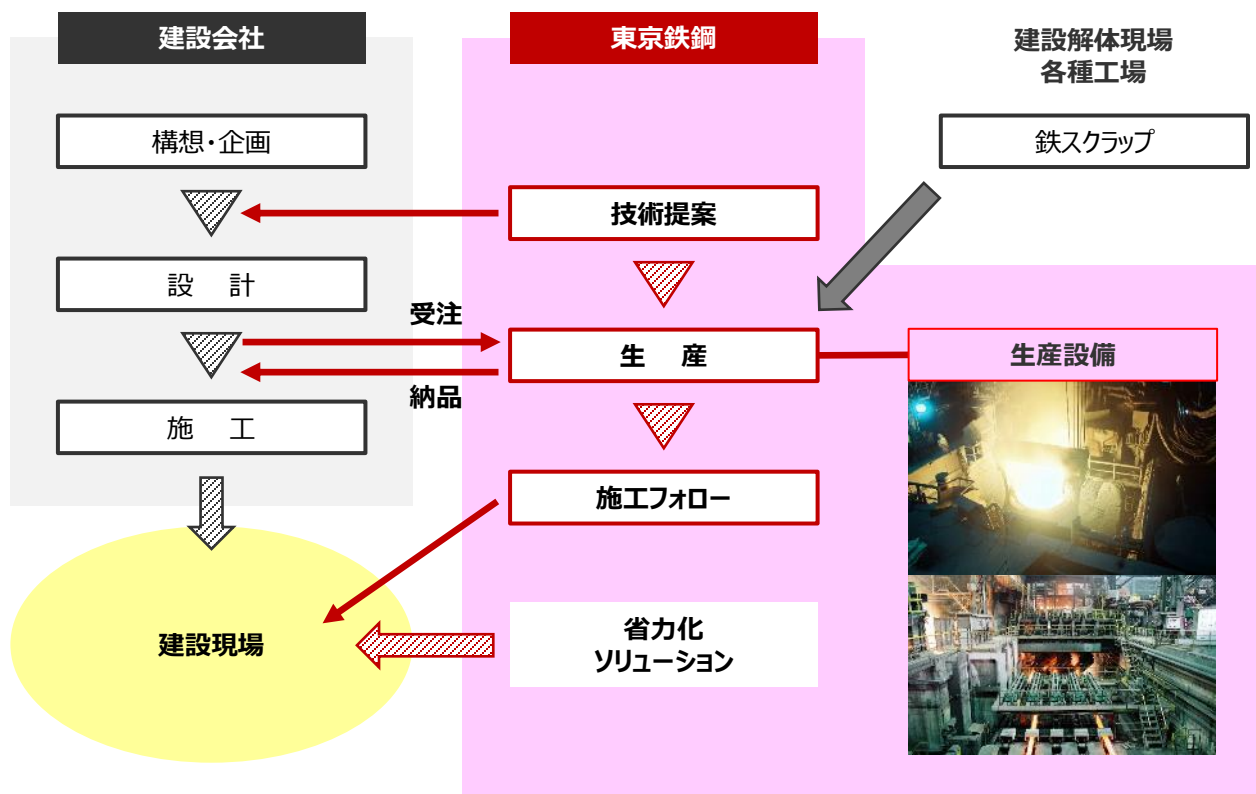 建設会社
構想・企画
設　計
施　工
建設現場
東京鉄鋼
技術提案
受注
納品
生　産
施工フォロー
省力化
ソリューション
建設解体現場
各種工場
鉄スクラップ
生産設備